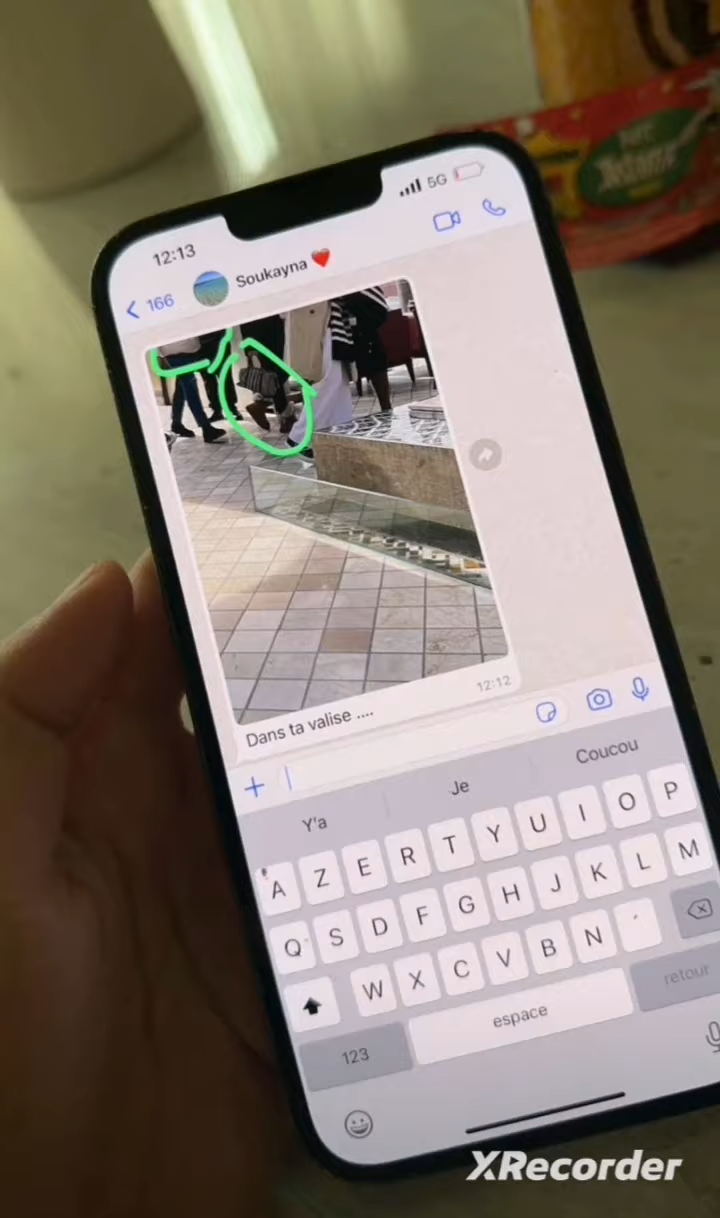 12:13
5G
166
Soukayna ❤️
12:12
Dans ta valise ....
Y'a
Je
Coucou
A Z E R T Y U I O P
Q S D F G H J K L M
W X C V B N ´
123
espace
retour
XRecorder